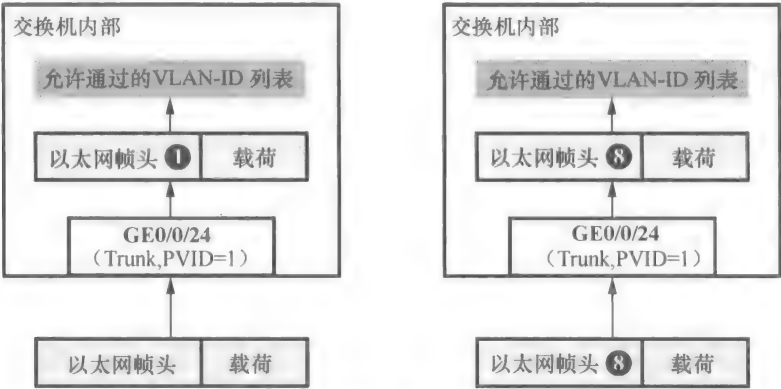 交换机内部
允许通过的VLAN-ID 列表
以太网帧头 ❶ 载荷
GE0/0/24
（Trunk,PVID=1）
以太网帧头 载荷
交换机内部
允许通过的VLAN-ID 列表
以太网帧头 ❽ 载荷
GE0/0/24
（Trunk,PVID=1）
以太网帧头 ❽ 载荷